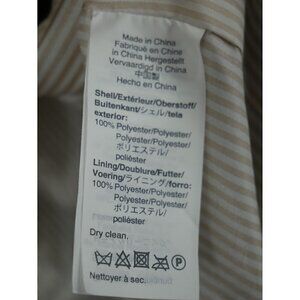 Made in China
Fabriqué en Chine
in China Hergestellt
Vervaardigd in China
中国製
Hecho en China
Shell/Extérieur/Oberstoff/
Buitenkant/シェル/tela
exterior:
100% Polyester/Polyester/
Polyester/Polyester/
ポリエステル/
poliéster
Lining/Doublure/Futter/
Voering/ライニング/forro:
100% Polyester/Polyester/
Polyester/Polyester/
ポリエステル/
poliéster
Dry clean.
P
Nettoyer à sec.